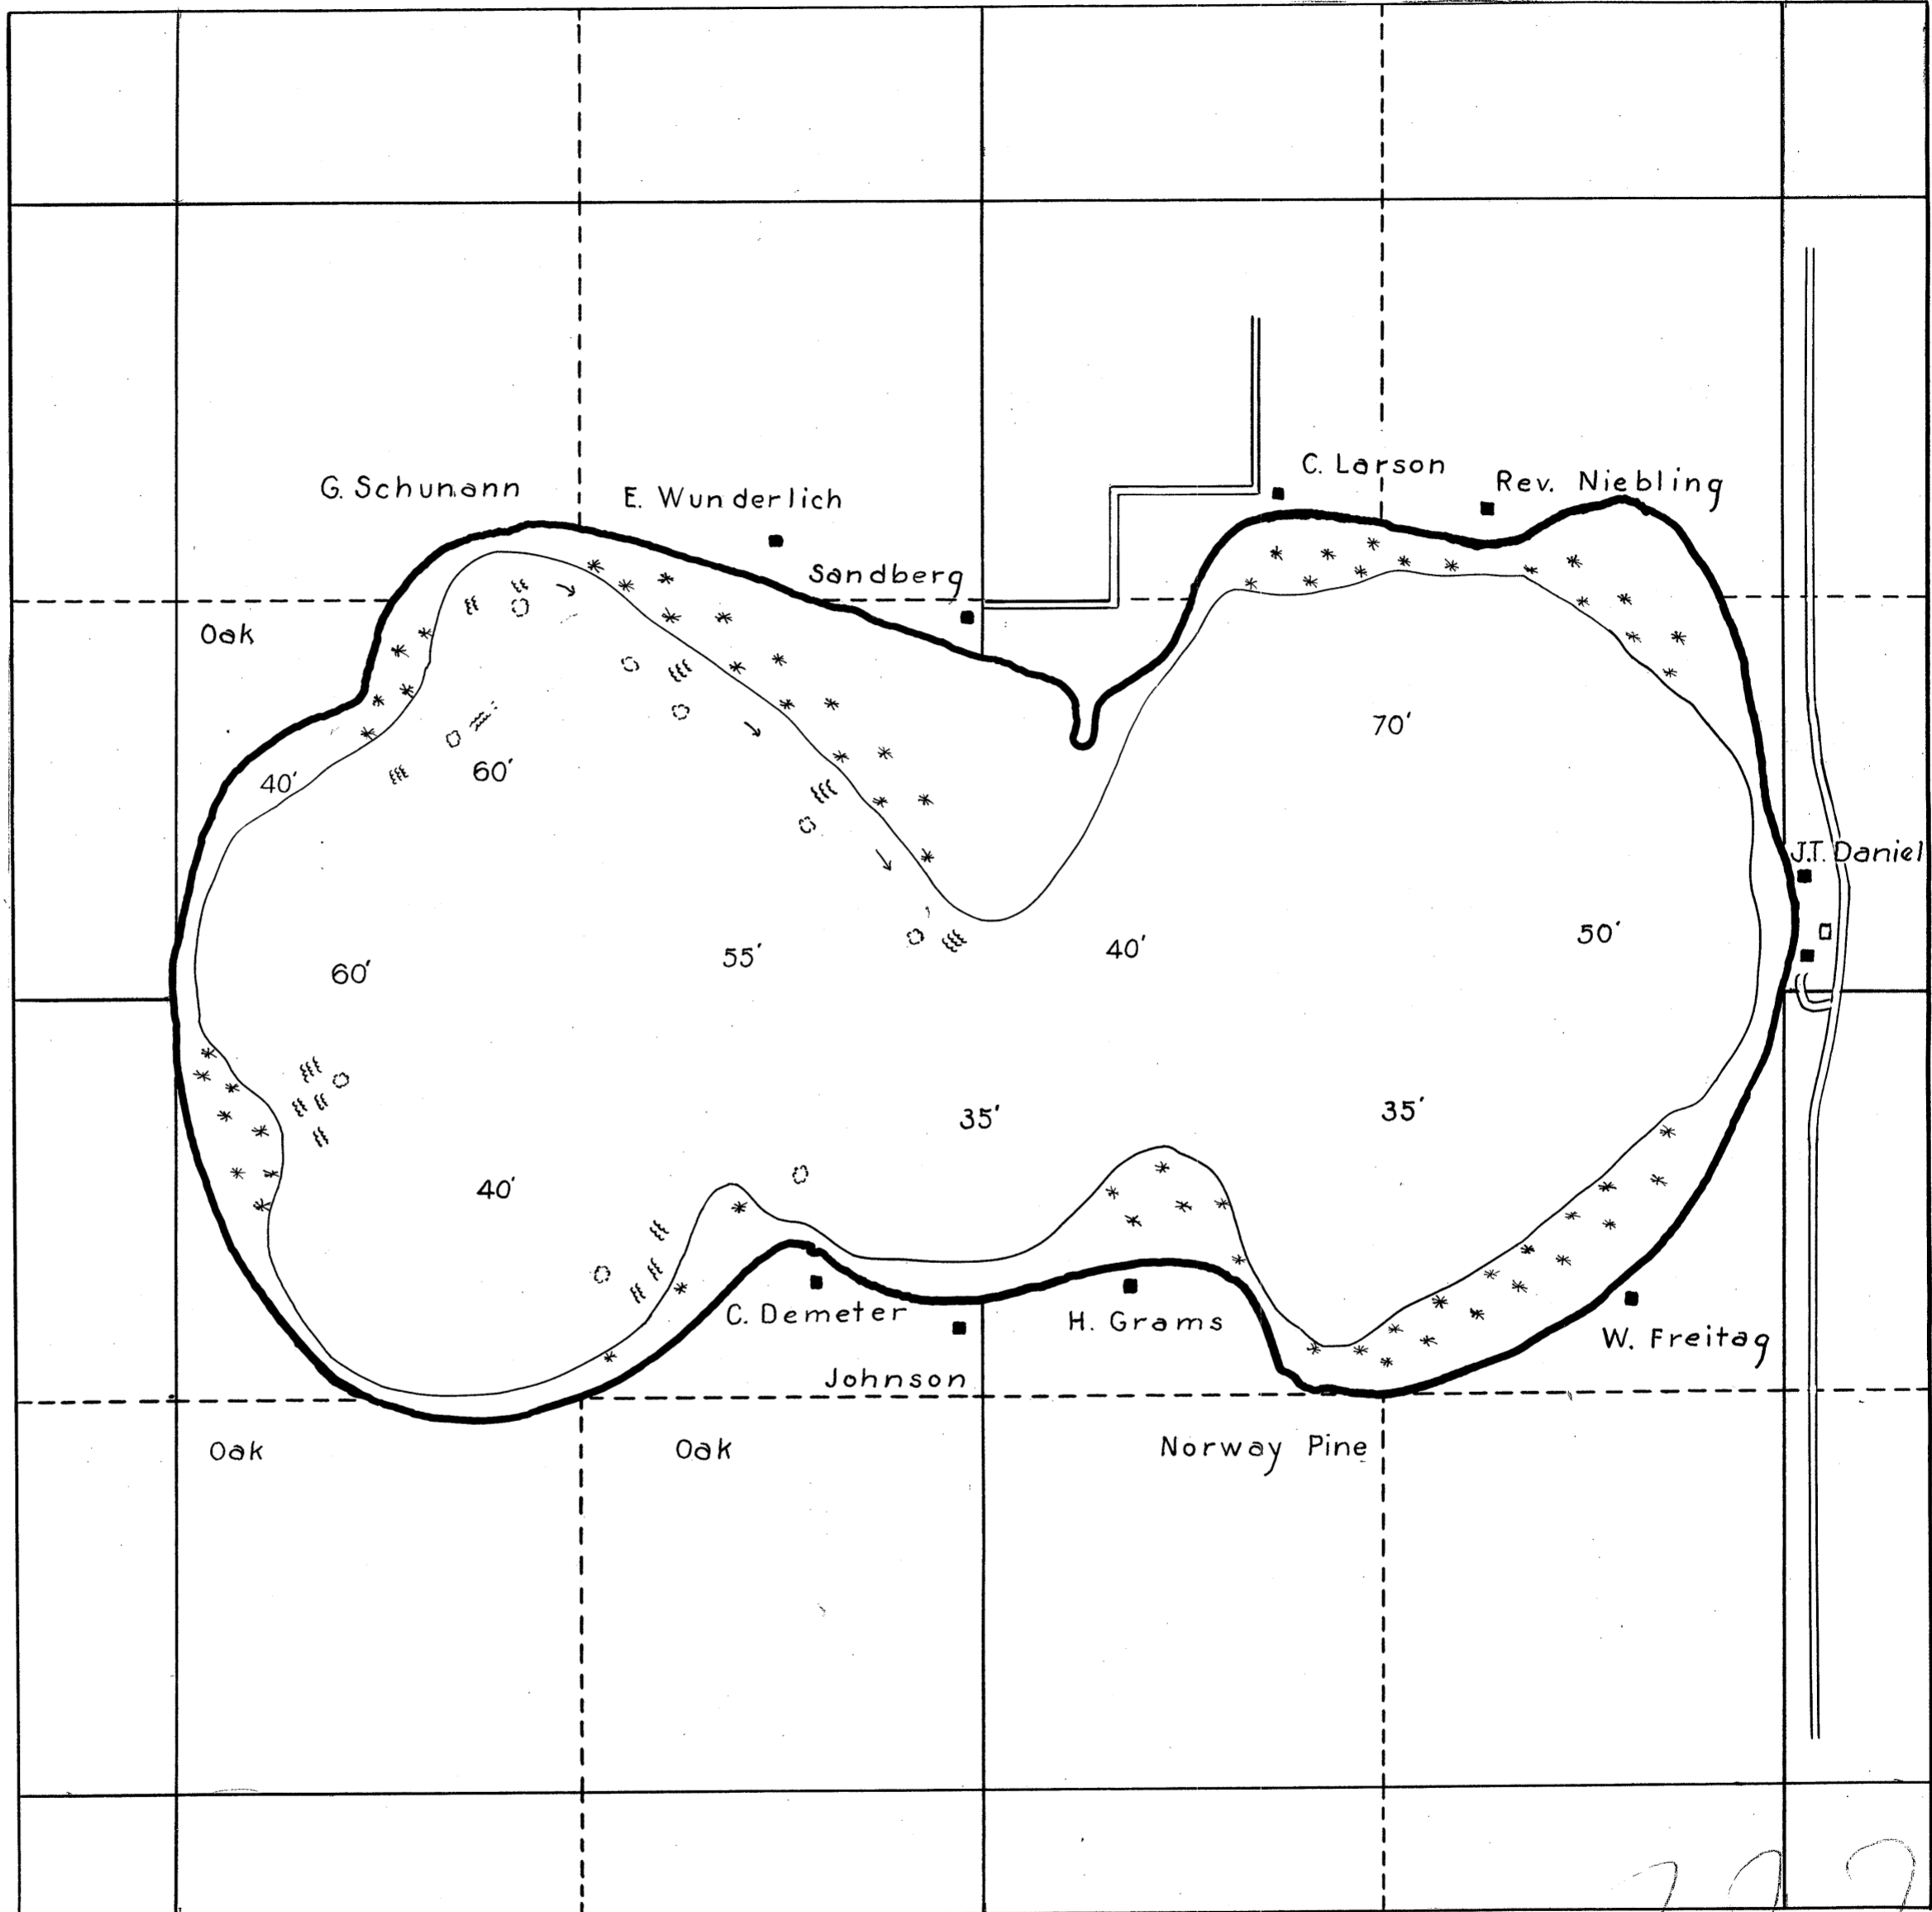 C. Larson
G. Schunann
E. Wunderlich
Rev. Niebling
Sandberg
Oak
70'
40'
60'
J.T. Daniel
50'
40'
55'
60'
35'
35'
40'
C. Demeter
H. Grams
W. Freitag
Johnson
Oak
Oak
Norway Pine